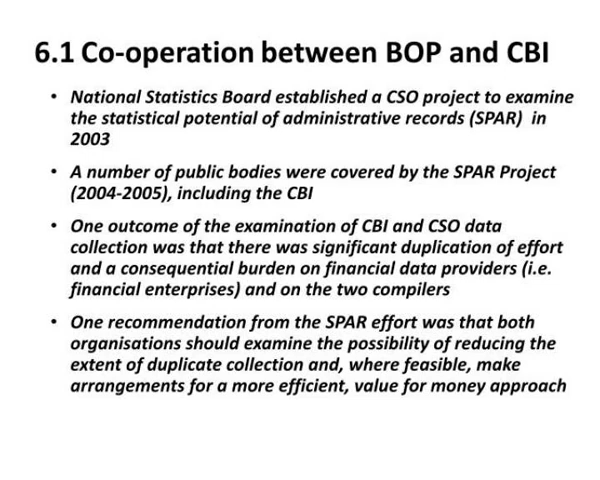 6.1 Co-operation between BOP and CBI
• National Statistics Board established a CSO project to examine
the statistical potential of administrative records (SPAR)  in
2003
• A number of public bodies were covered by the SPAR Project
(2004-2005), including the CBI
• One outcome of the examination of CBI and CSO data
collection was that there was significant duplication of effort
and a consequential burden on financial data providers (i.e.
financial enterprises) and on the two compilers
• One recommendation from the SPAR effort was that both
organisations should examine the possibility of reducing the
extent of duplicate collection and, where feasible, make
arrangements for a more efficient, value for money approach